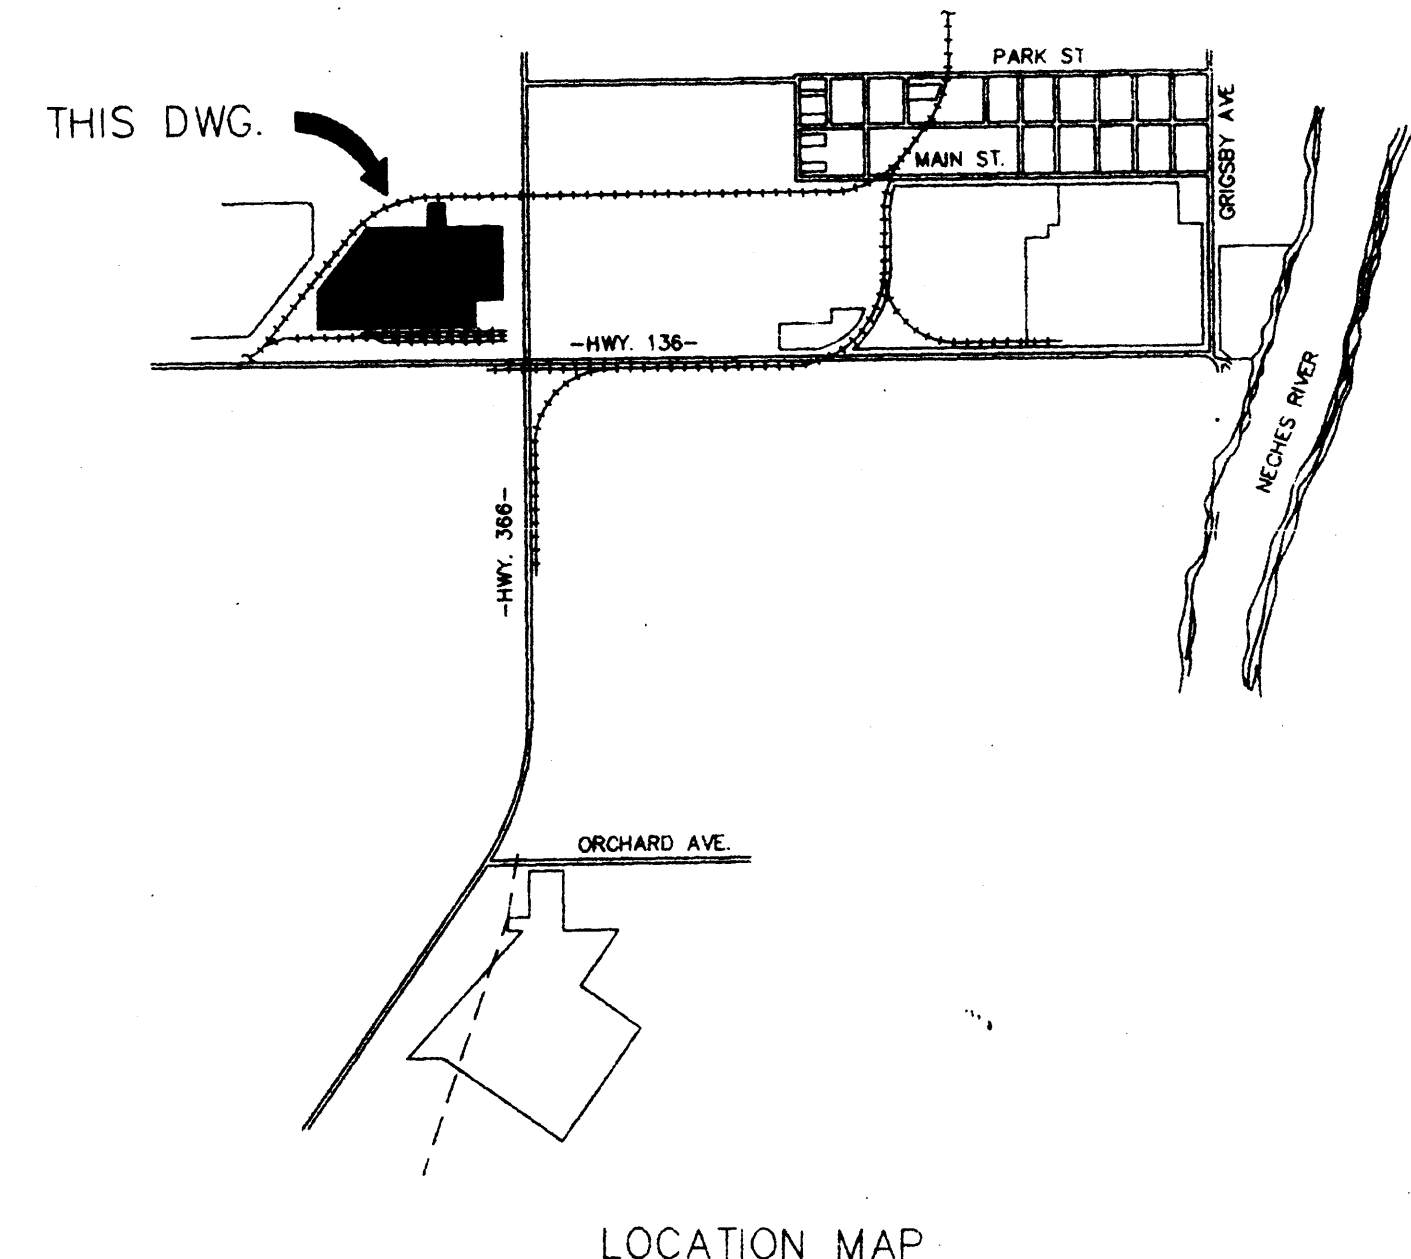 PARK ST
THIS DWG.
GRIGSBY AVE
MAIN ST.
-HWY. 136-
NECHES RIVER
-HWY. 366-
ORCHARD AVE.
LOCATION MAP